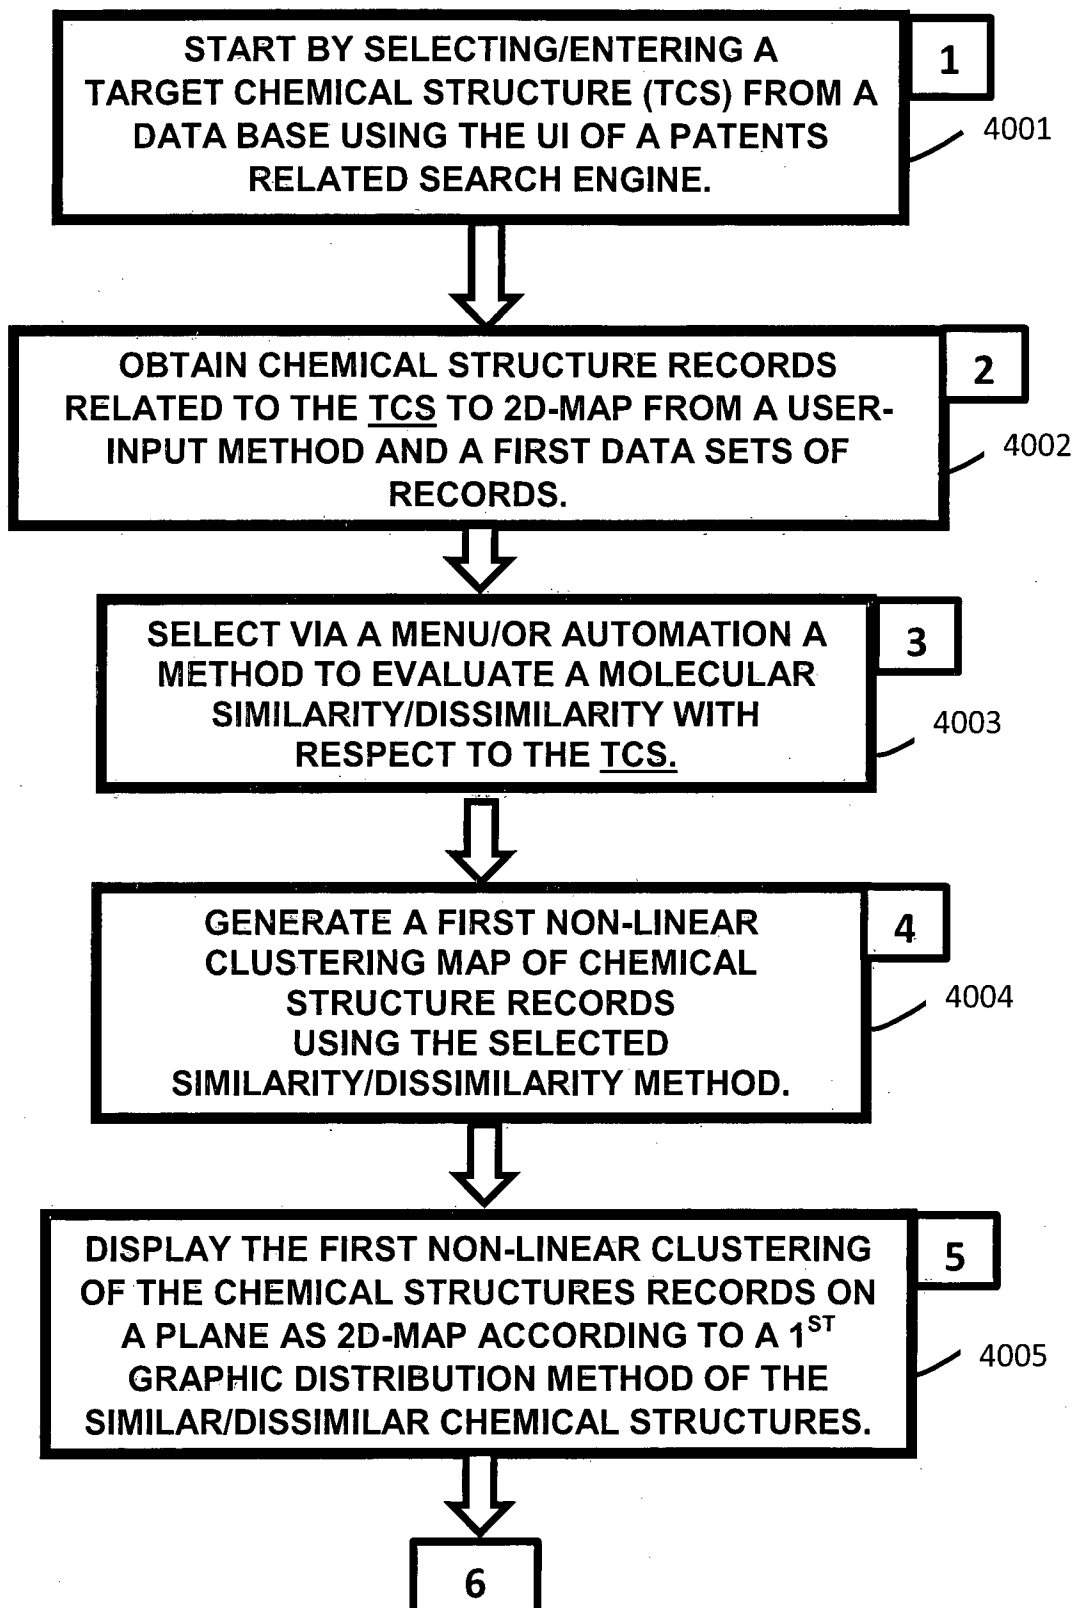 START BY SELECTING/ENTERING A
TARGET CHEMICAL STRUCTURE (TCS) FROM A
DATA BASE USING THE UI OF A PATENTS
RELATED SEARCH ENGINE.
1
4001
OBTAIN CHEMICAL STRUCTURE RECORDS
RELATED TO THE TCS TO 2D-MAP FROM A USER-
INPUT METHOD AND A FIRST DATA SETS OF
RECORDS.
2
4002
SELECT VIA A MENU/OR AUTOMATION A
METHOD TO EVALUATE A MOLECULAR
SIMILARITY/DISSIMILARITY WITH
RESPECT TO THE TCS.
3
4003
GENERATE A FIRST NON-LINEAR
CLUSTERING MAP OF CHEMICAL
STRUCTURE RECORDS
USING THE SELECTED
SIMILARITY/DISSIMILARITY METHOD.
4
4004
DISPLAY THE FIRST NON-LINEAR CLUSTERING
OF THE CHEMICAL STRUCTURES RECORDS ON
A PLANE AS 2D-MAP ACCORDING TO A 1ST
GRAPHIC DISTRIBUTION METHOD OF THE
SIMILAR/DISSIMILAR CHEMICAL STRUCTURES.
5
4005
6